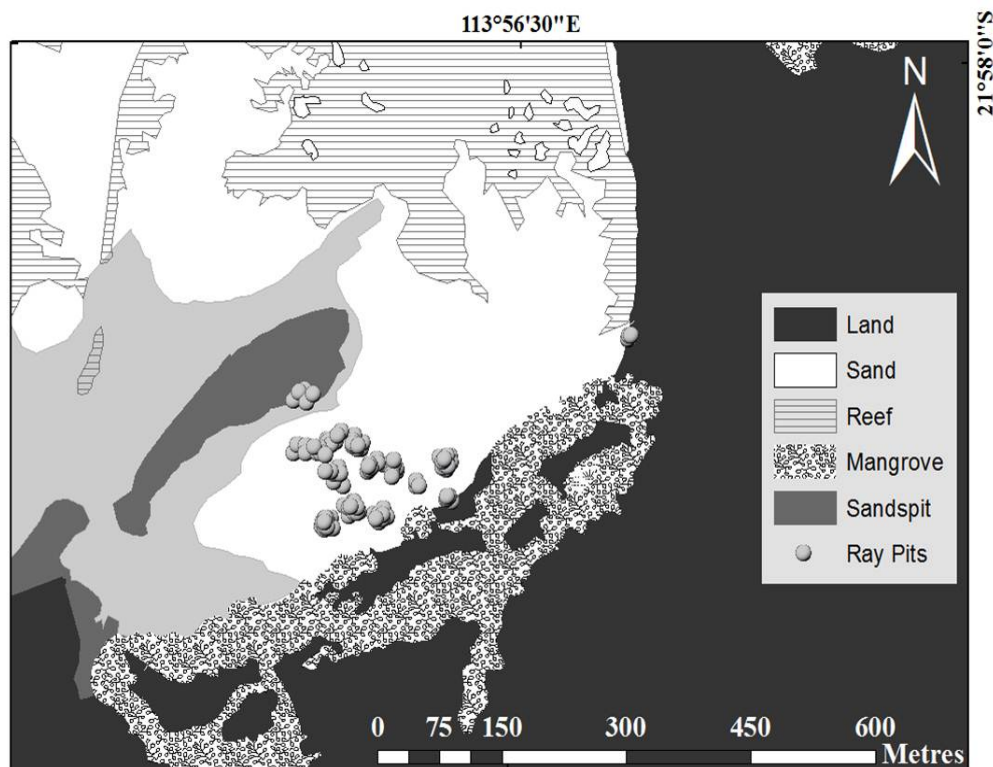 113°56'30"E
21°58'0"S
N
Land
Sand
Reef
Mangrove
Sandspit
Ray Pits
0 75 150 300 450 600
Metres